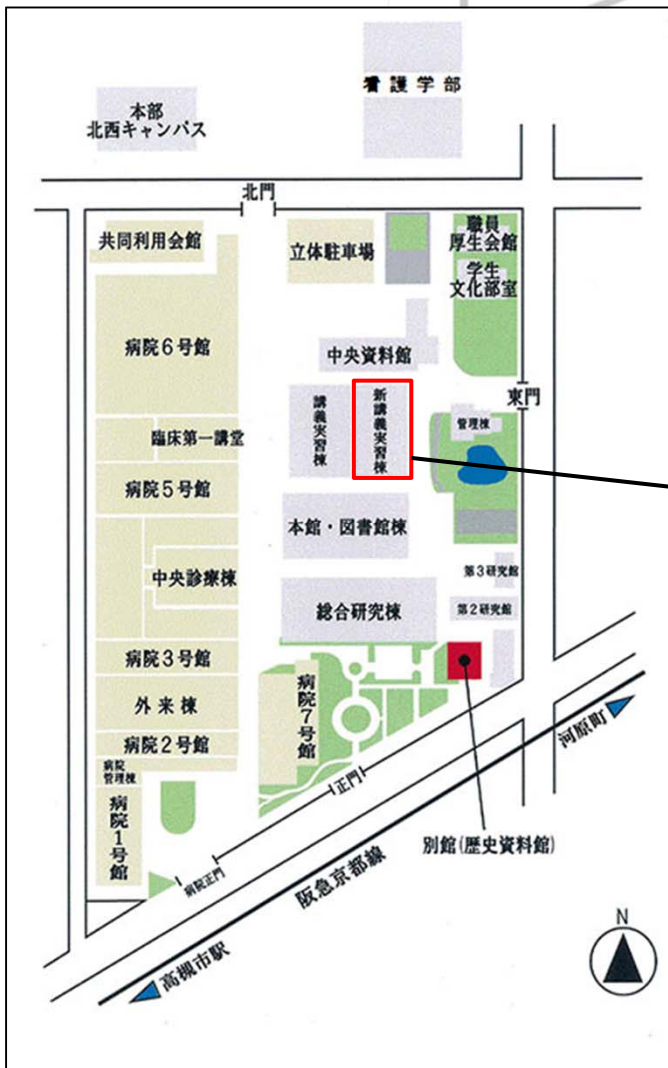 看護学部
本部
北西キャンパス
北門
共同利用会館
立体駐車場
職員
厚生会館
学生
文化部室
病院6号館
中央資料館
東門
講義実習棟
新講義実習棟
管理棟
臨床第一講堂
病院5号館
本館・図書館棟
中央診療棟
第3研究館
総合研究棟
第2研究館
病院3号館
外来棟
病院7号館
病院2号館
病院
管理棟
病院1号館
正門
病院正門
河原町
別館(歴史資料館)
阪急京都線
高槻市駅
N